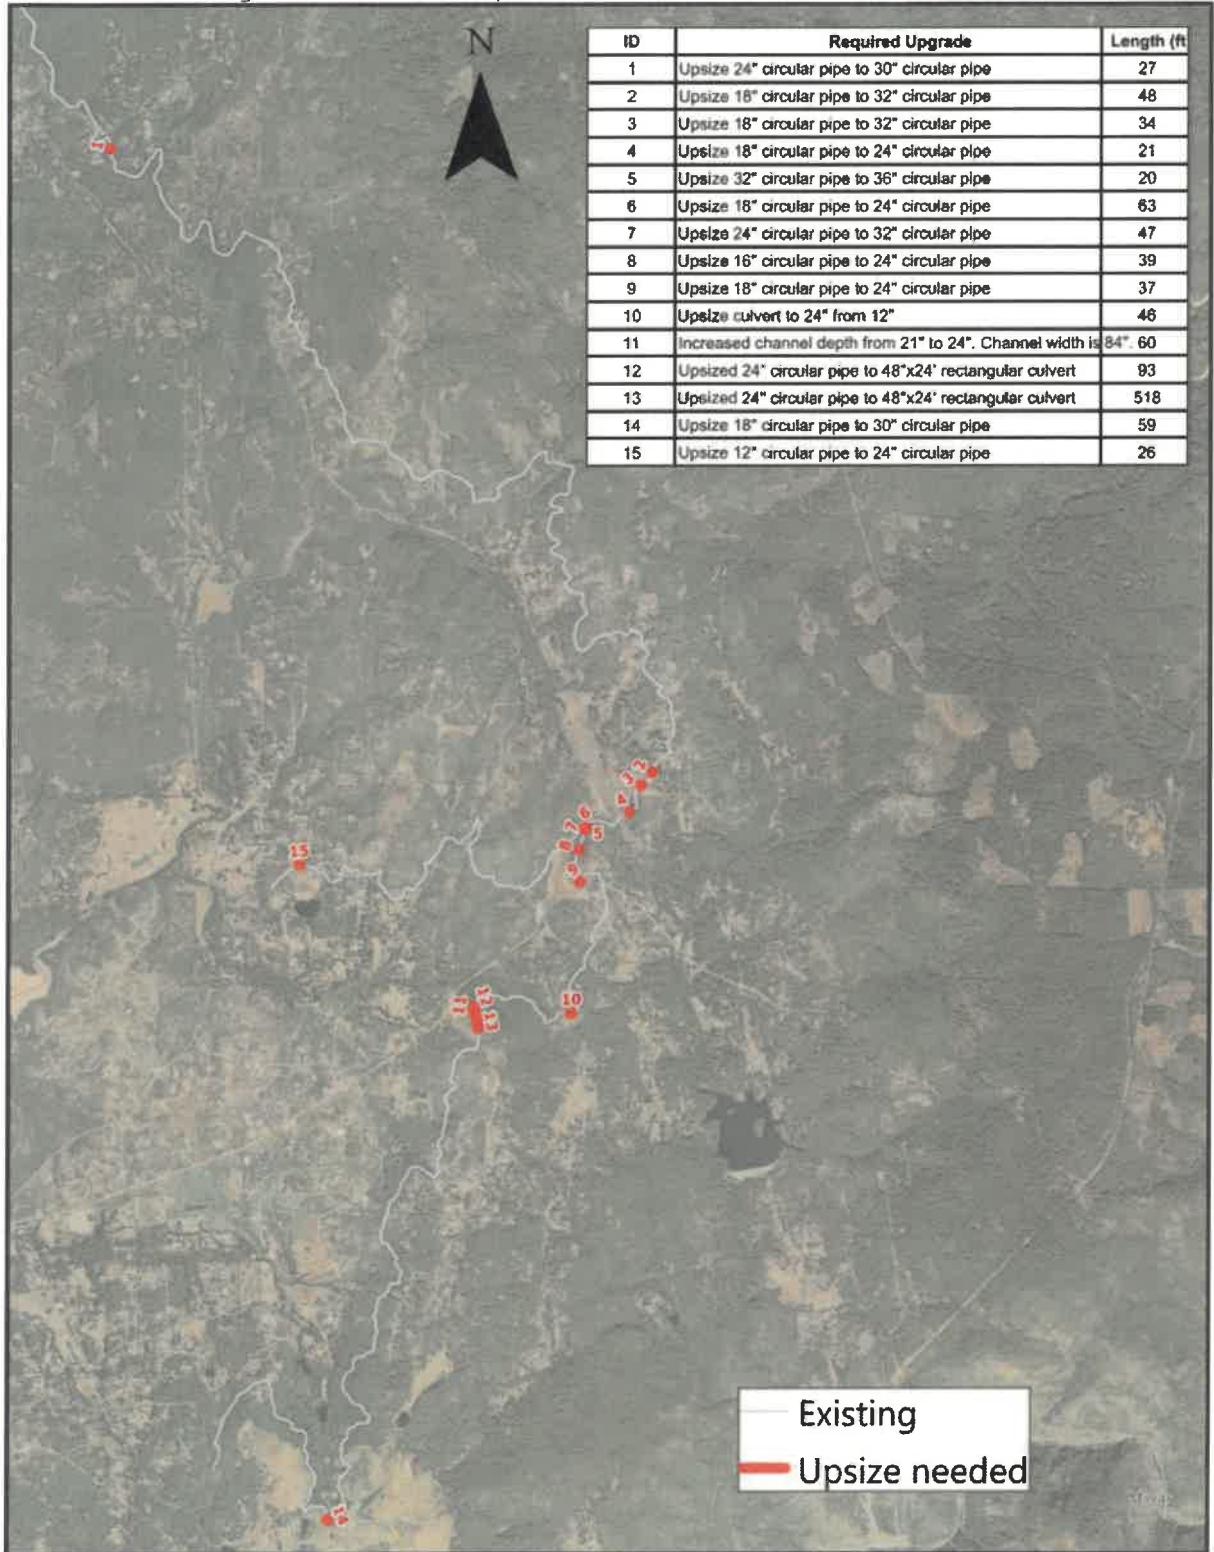 N
ID Required Upgrade Length (ft
1 Upsize 24" circular pipe to 30" circular pipe 27
2 Upsize 18" circular pipe to 32" circular pipe 48
3 Upsize 18" circular pipe to 32" circular pipe 34
4 Upsize 18" circular pipe to 24" circular pipe 21
5 Upsize 32" circular pipe to 36" circular pipe 20
6 Upsize 18" circular pipe to 24" circular pipe 63
7 Upsize 24" circular pipe to 32" circular pipe 47
8 Upsize 16" circular pipe to 24" circular pipe 39
9 Upsize 18" circular pipe to 24" circular pipe 37
10 Upsize culvert to 24" from 12" 46
11 Increased channel depth from 21" to 24". Channel width is 84". 60
12 Upsized 24" circular pipe to 48"x24' rectangular culvert 93
13 Upsized 24" circular pipe to 48"x24' rectangular culvert 518
14 Upsize 18" circular pipe to 30" circular pipe 59
15 Upsize 12" circular pipe to 24" circular pipe 26
1
2
3
4
6
7
5
8
15
9
12
11
10
13
14
Existing
Upsize needed